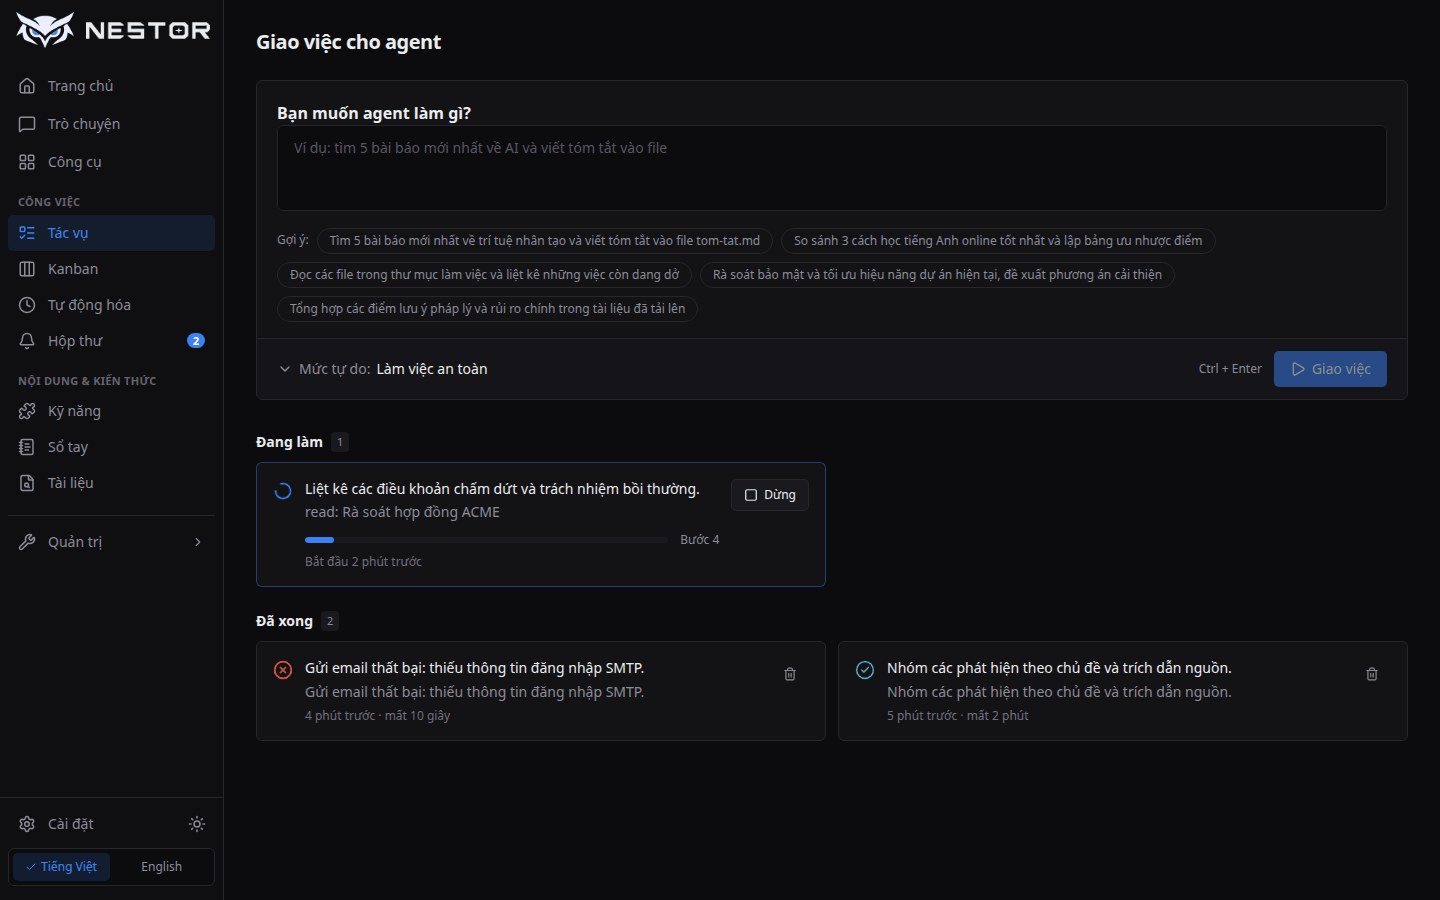 NESTOR
Trang chủ
Trò chuyện
Công cụ
CÔNG VIỆC
Tác vụ
Kanban
Tự động hóa
Hộp thư
2
NỘI DUNG & KIẾN THỨC
Kỹ năng
Sổ tay
Tài liệu
Quản trị
Cài đặt
Tiếng Việt
English
Giao việc cho agent
Bạn muốn agent làm gì?
Ví dụ: tìm 5 bài báo mới nhất về AI và viết tóm tắt vào file
Gợi ý:
Tìm 5 bài báo mới nhất về trí tuệ nhân tạo và viết tóm tắt vào file tom-tat.md
So sánh 3 cách học tiếng Anh online tốt nhất và lập bảng ưu nhược điểm
Đọc các file trong thư mục làm việc và liệt kê những việc còn dang dở
Rà soát bảo mật và tối ưu hiệu năng dự án hiện tại, đề xuất phương án cải thiện
Tổng hợp các điểm lưu ý pháp lý và rủi ro chính trong tài liệu đã tải lên
Mức tự do: Làm việc an toàn
Ctrl + Enter
Giao việc
Đang làm 1
Liệt kê các điều khoản chấm dứt và trách nhiệm bồi thường.
Dừng
read: Rà soát hợp đồng ACME
Bước 4
Bắt đầu 2 phút trước
Đã xong 2
Gửi email thất bại: thiếu thông tin đăng nhập SMTP.
Gửi email thất bại: thiếu thông tin đăng nhập SMTP.
4 phút trước · mất 10 giây
Nhóm các phát hiện theo chủ đề và trích dẫn nguồn.
Nhóm các phát hiện theo chủ đề và trích dẫn nguồn.
5 phút trước · mất 2 phút